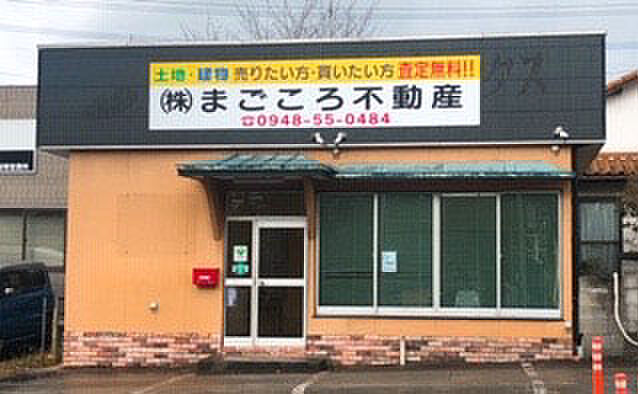 土地・建物 売りたい方・買いたい方 査定無料!!
㈱まごころ不動産
☎0948-55-0484